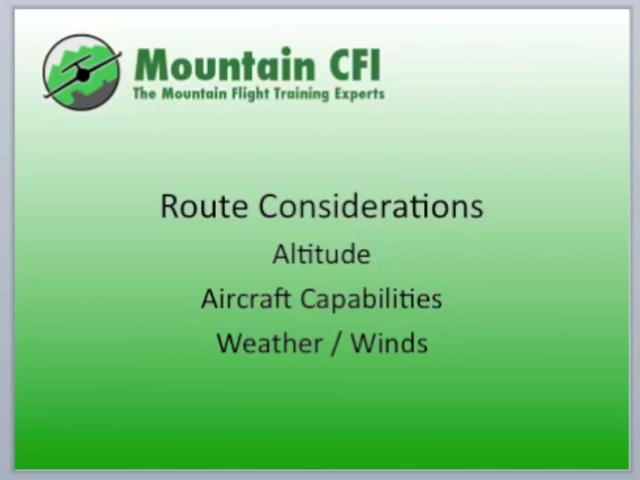 Mountain CFI
The Mountain Flight Training Experts
Route Considerations
Altitude
Aircraft Capabilities
Weather / Winds